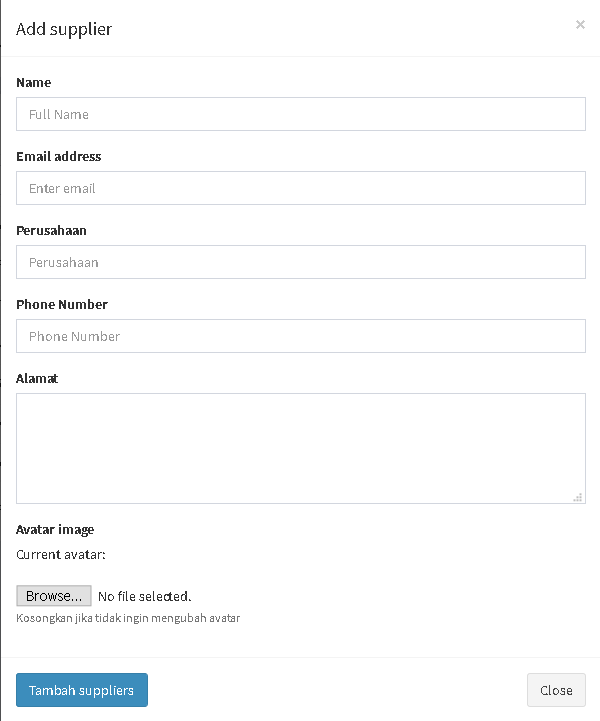 Add supplier
×
Name
Full Name
Email address
Enter email
Perusahaan
Perusahaan
Phone Number
Phone Number
Alamat
Avatar image
Current avatar:
Browse... No file selected.
Kosongkan jika tidak ingin mengubah avatar
Tambah suppliers Close